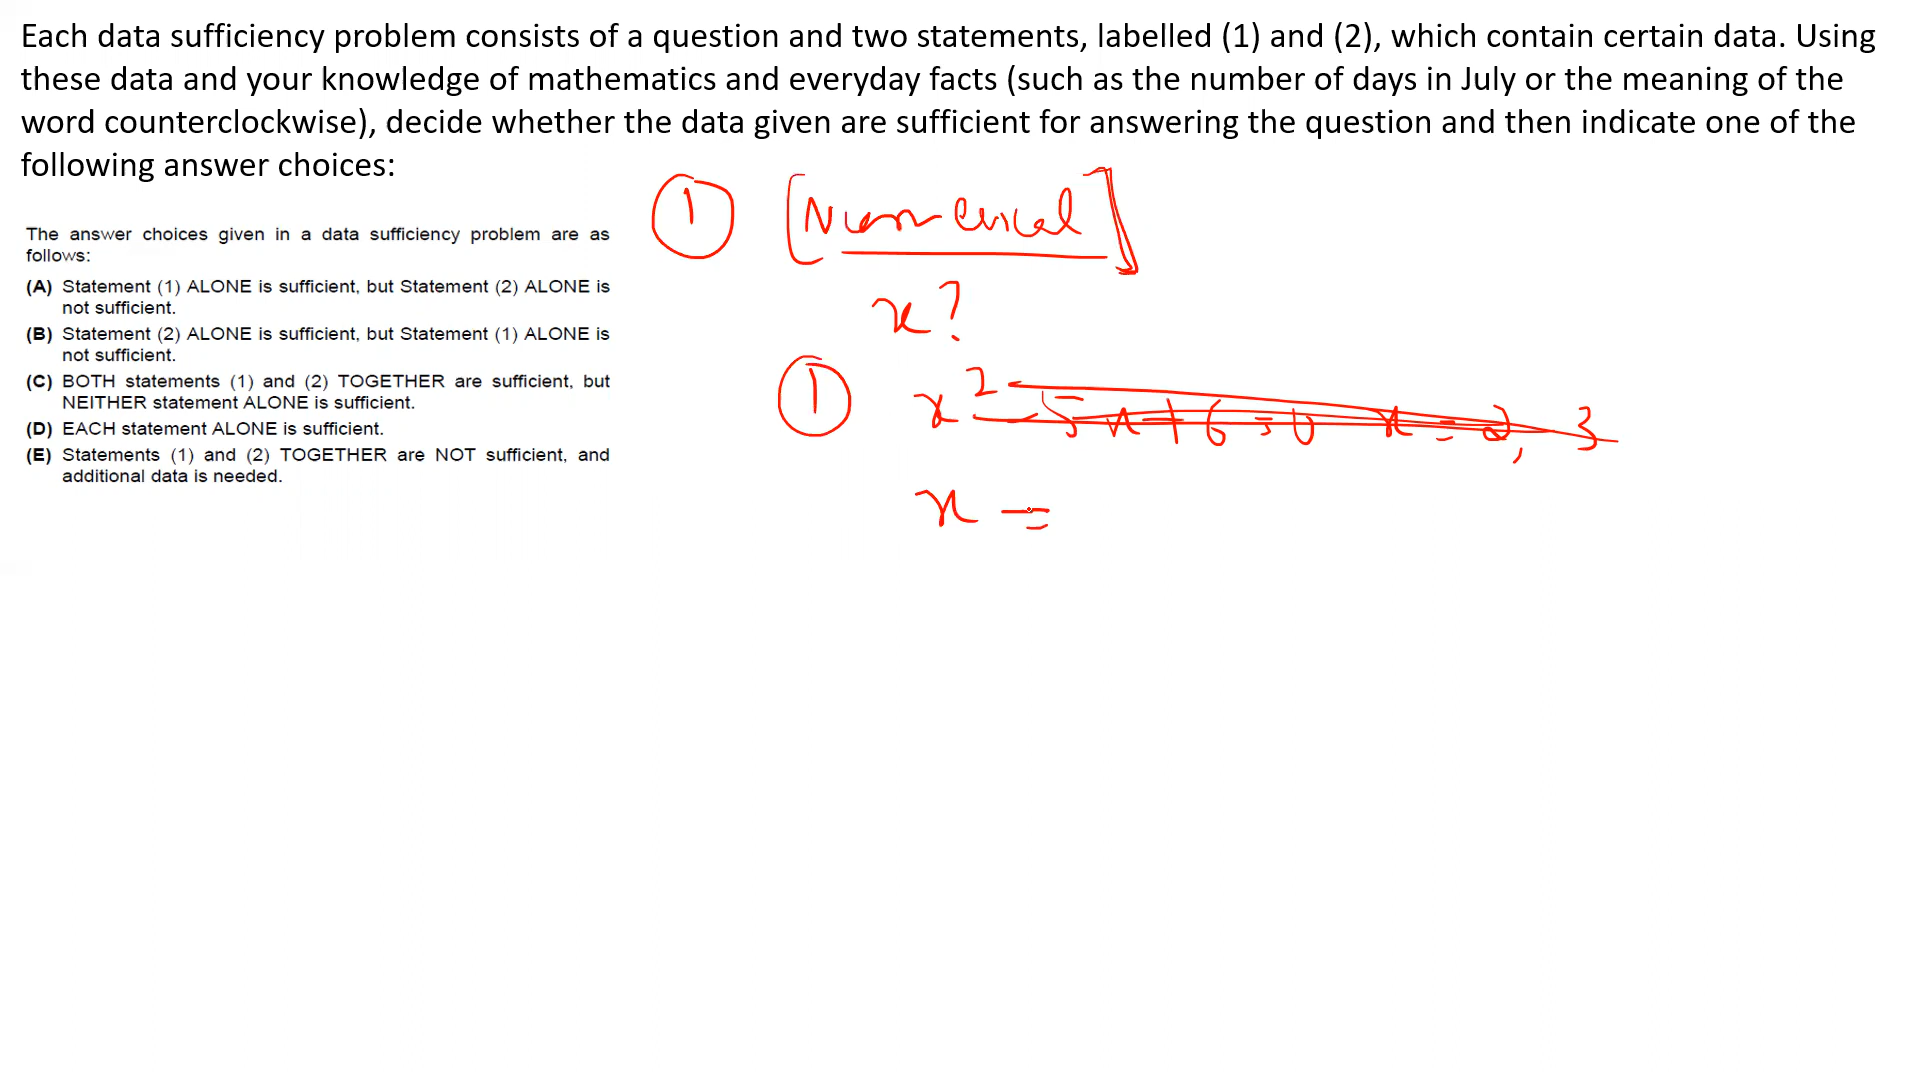 Each data sufficiency problem consists of a question and two statements, labelled (1) and (2), which contain certain data. Using
these data and your knowledge of mathematics and everyday facts (such as the number of days in July or the meaning of the
word counterclockwise), decide whether the data given are sufficient for answering the question and then indicate one of the
following answer choices:
The answer choices given in a data sufficiency problem are as
follows:
(A) Statement (1) ALONE is sufficient, but Statement (2) ALONE is
not sufficient.
(B) Statement (2) ALONE is sufficient, but Statement (1) ALONE is
not sufficient.
(C) BOTH statements (1) and (2) TOGETHER are sufficient, but
NEITHER statement ALONE is sufficient.
(D) EACH statement ALONE is sufficient.
(E) Statements (1) and (2) TOGETHER are NOT sufficient, and
additional data is needed.
1 [Numerical]
x?
1 x² - 5x + 6 = 0 x = 2, 3
x =